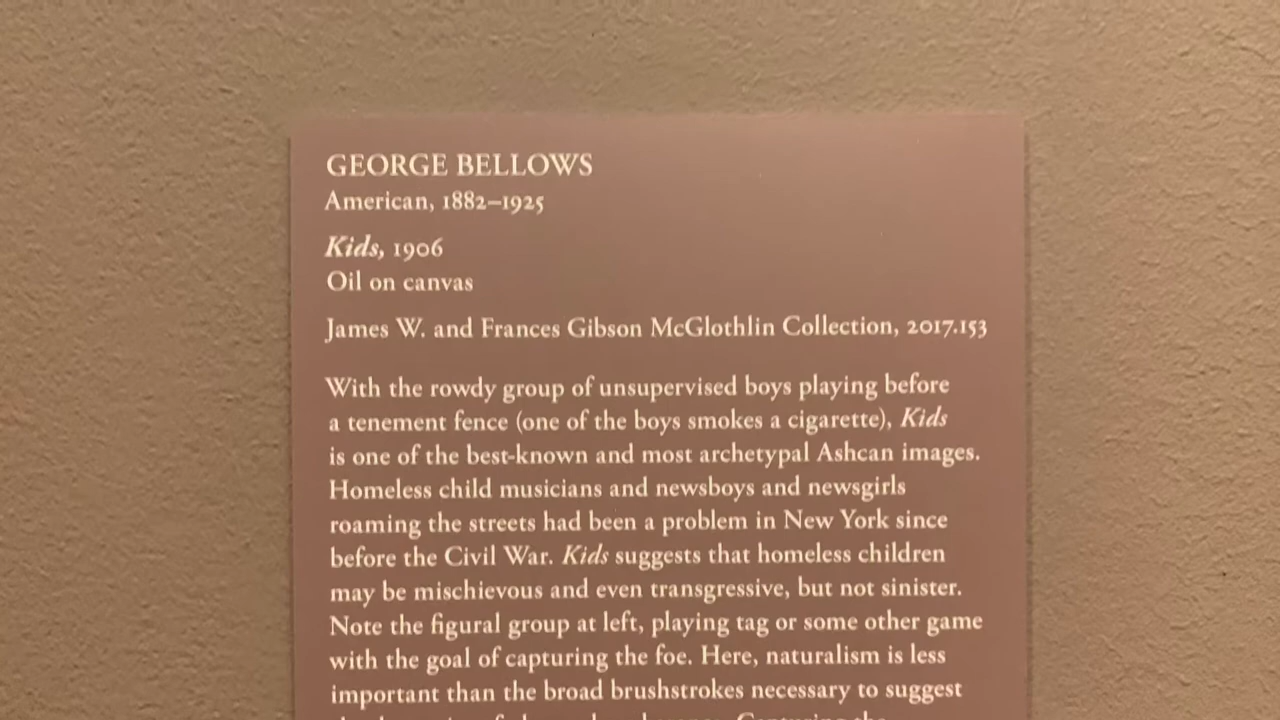 GEORGE BELLOWS
American, 1882–1925
Kids, 1906
Oil on canvas
James W. and Frances Gibson McGlothlin Collection, 2017.153
With the rowdy group of unsupervised boys playing before
a tenement fence (one of the boys smokes a cigarette), Kids
is one of the best-known and most archetypal Ashcan images.
Homeless child musicians and newsboys and newsgirls
roaming the streets had been a problem in New York since
before the Civil War. Kids suggests that homeless children
may be mischievous and even transgressive, but not sinister.
Note the figural group at left, playing tag or some other game
with the goal of capturing the foe. Here, naturalism is less
important than the broad brushstrokes necessary to suggest
Capturing the